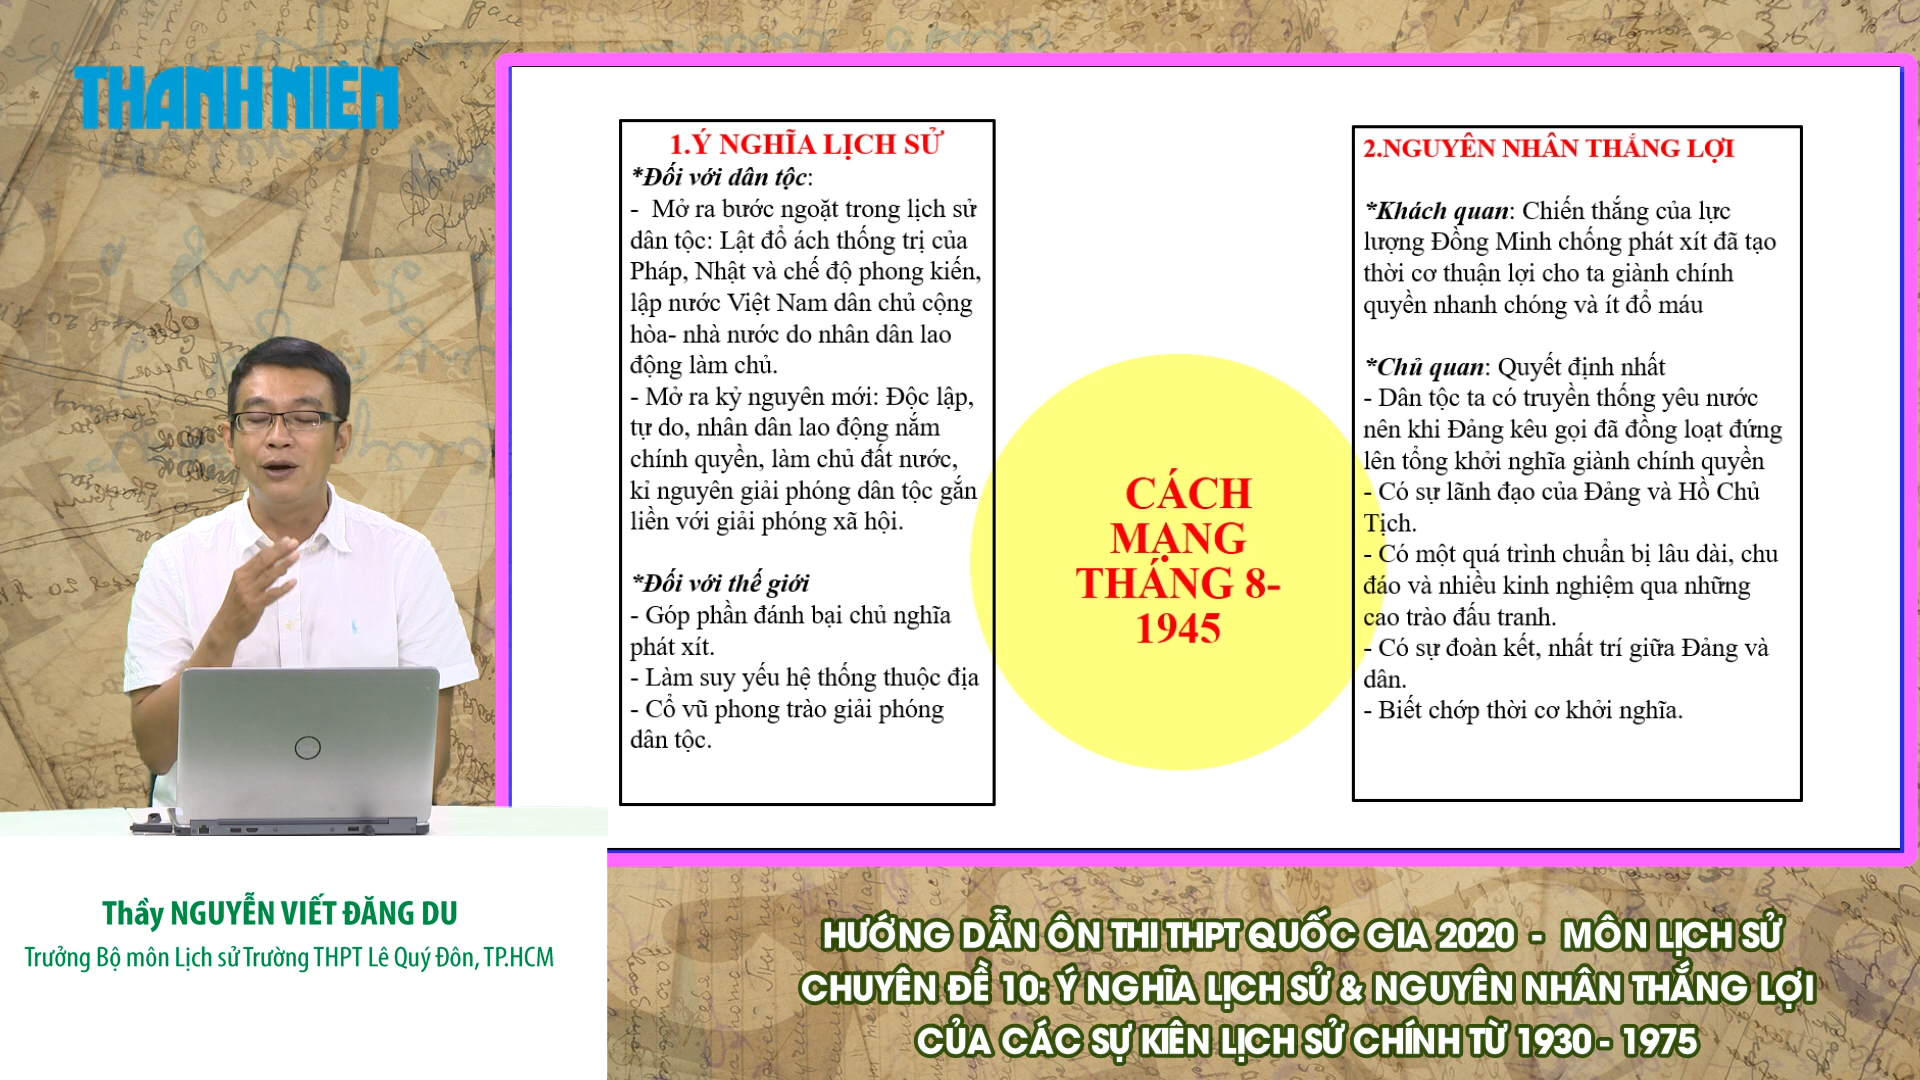 THANH NIÊN
1.Ý NGHĨA LỊCH SỬ
*Đối với dân tộc:
- Mở ra bước ngoặt trong lịch sử
dân tộc: Lật đổ ách thống trị của
Pháp, Nhật và chế độ phong kiến,
lập nước Việt Nam dân chủ cộng
hòa- nhà nước do nhân dân lao
động làm chủ.
- Mở ra kỷ nguyên mới: Độc lập,
tự do, nhân dân lao động nắm
chính quyền, làm chủ đất nước,
kỉ nguyên giải phóng dân tộc gắn
liền với giải phóng xã hội.
*Đối với thế giới
- Góp phần đánh bại chủ nghĩa
phát xít.
- Làm suy yếu hệ thống thuộc địa
- Cổ vũ phong trào giải phóng
dân tộc.
CÁCH
MẠNG
THÁNG 8-
1945
2.NGUYÊN NHÂN THẮNG LỢI
*Khách quan: Chiến thắng của lực
lượng Đồng Minh chống phát xít đã tạo
thời cơ thuận lợi cho ta giành chính
quyền nhanh chóng và ít đổ máu
*Chủ quan: Quyết định nhất
- Dân tộc ta có truyền thống yêu nước
nên khi Đảng kêu gọi đã đồng loạt đứng
lên tổng khởi nghĩa giành chính quyền
- Có sự lãnh đạo của Đảng và Hồ Chủ
Tịch.
- Có một quá trình chuẩn bị lâu dài, chu
đáo và nhiều kinh nghiệm qua những
cao trào đấu tranh.
- Có sự đoàn kết, nhất trí giữa Đảng và
dân.
- Biết chớp thời cơ khởi nghĩa.
Thầy NGUYỄN VIẾT ĐĂNG DU
Trưởng Bộ môn Lịch sử Trường THPT Lê Quý Đôn, TP.HCM
HƯỚNG DẪN ÔN THI THPT QUỐC GIA 2020 - MÔN LỊCH SỬ
CHUYÊN ĐỀ 10: Ý NGHĨA LỊCH SỬ & NGUYÊN NHÂN THẮNG LỢI
CỦA CÁC SỰ KIÊN LỊCH SỬ CHÍNH TỪ 1930 - 1975